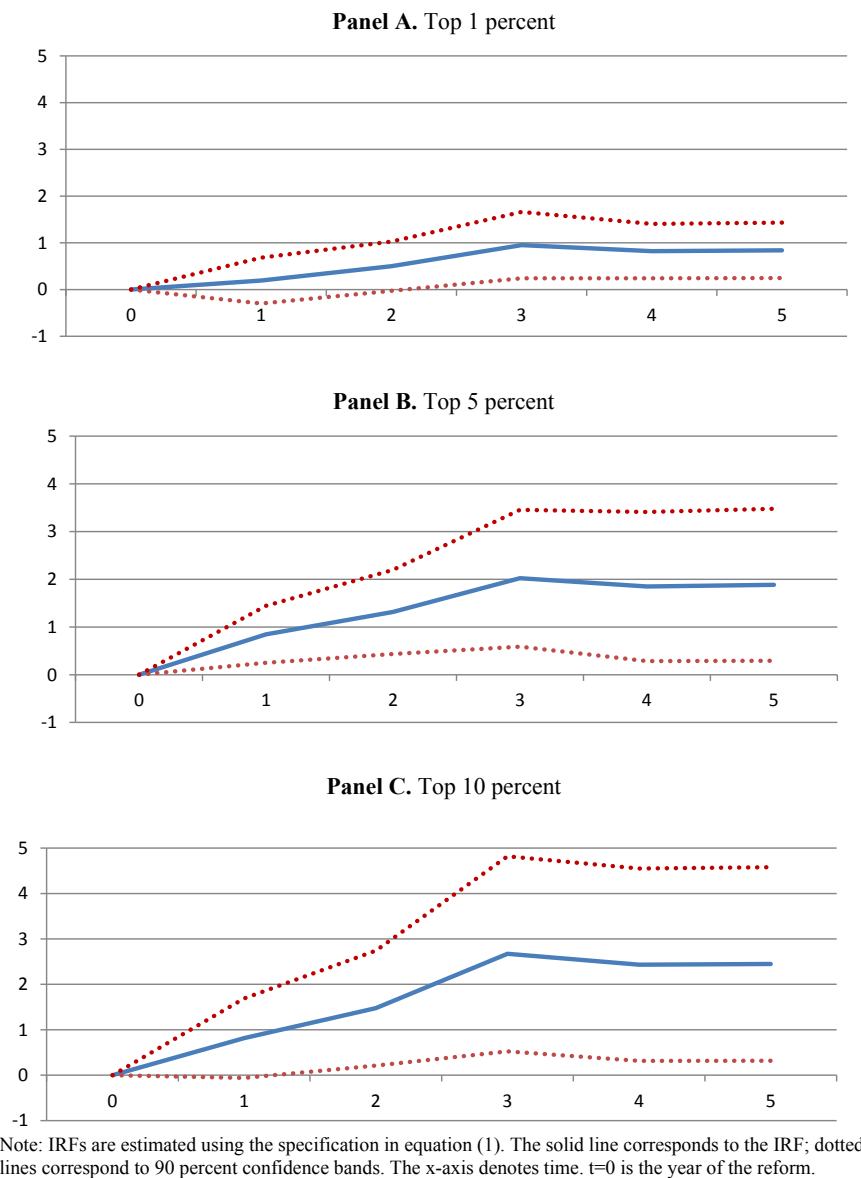 Panel A. Top 1 percent
5
4
3
2
1
0
-1
0 1 2 3 4 5
Panel B. Top 5 percent
5
4
3
2
1
0
-1
0 1 2 3 4 5
Panel C. Top 10 percent
5
4
3
2
1
0
-1
0 1 2 3 4 5
Note: IRFs are estimated using the specification in equation (1). The solid line corresponds to the IRF; dotted
lines correspond to 90 percent confidence bands. The x-axis denotes time. t=0 is the year of the reform.